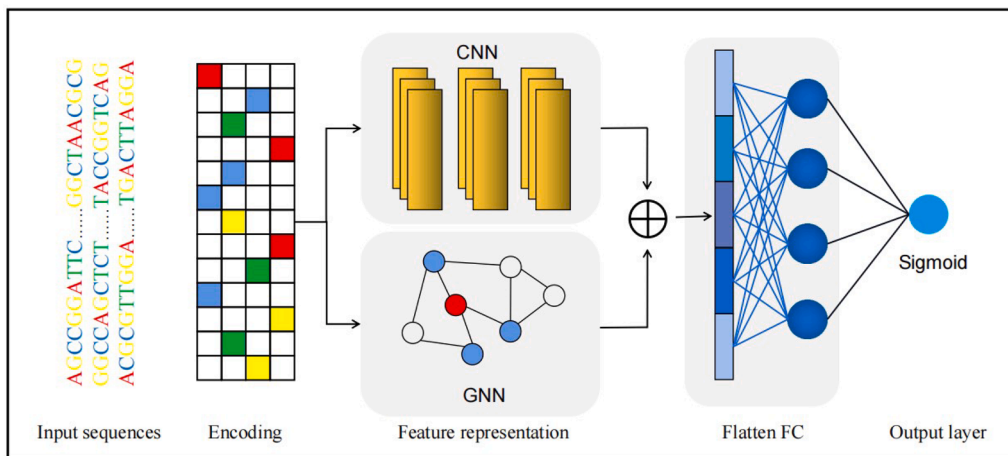 AGCCGGATTC......GGCTAACGCG
GGCCAGCTCT......TACCGGTCAG
ACGCGTTGGA......TGACTTAGGA
CNN
GNN
Sigmoid
Input sequences
Encoding
Feature representation
Flatten FC
Output layer